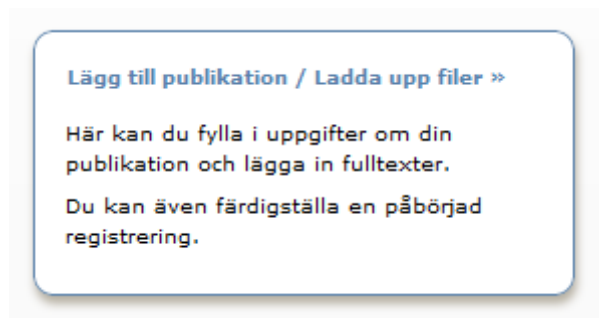 Lägg till publikation / Ladda upp filer »
Här kan du fylla i uppgifter om din
publikation och lägga in fulltexter.
Du kan även färdigställa en påbörjad
registrering.